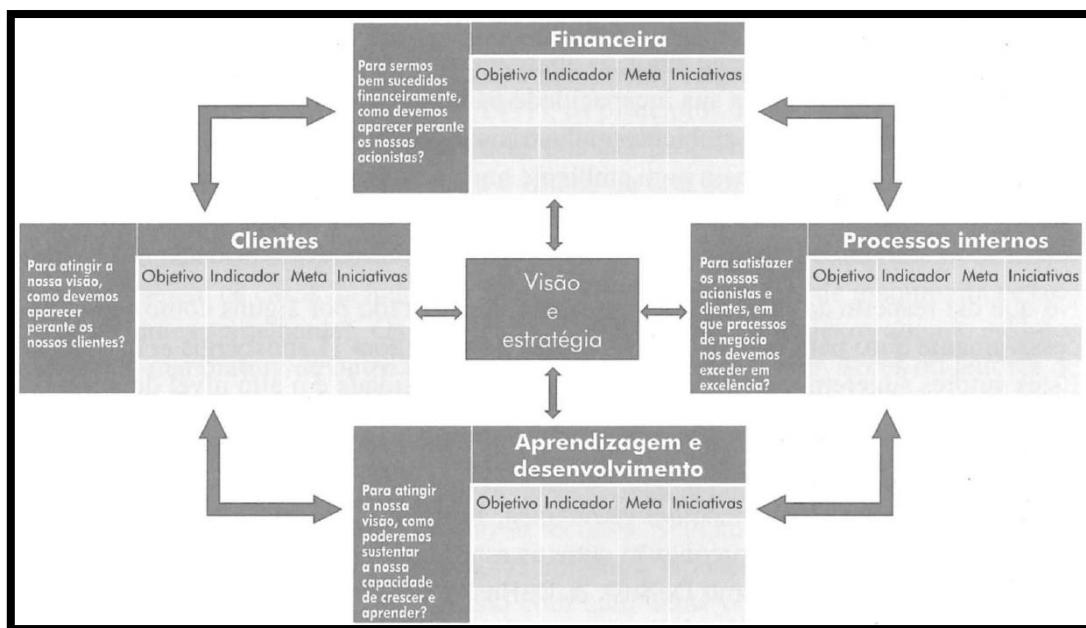 Financeira
Para sermos
bem sucedidos
financeiramente,
como devemos
aparecer perante
os nossos
acionistas?
Objetivo Indicador Meta Iniciativas
Clientes
Para atingir a
nossa visão,
como devemos
aparecer
perante os
nossos clientes?
Objetivo Indicador Meta Iniciativas
Visão
e
estratégia
Processos internos
Para satisfazer
os nossos
acionistas e
clientes, em
que processos
de negócio
nos devemos
exceder em
excelência?
Objetivo Indicador Meta Iniciativas
Aprendizagem e
desenvolvimento
Para atingir
a nossa
visão, como
poderemos
sustentar
a nossa
capacidade
de crescer e
aprender?
Objetivo Indicador Meta Iniciativas